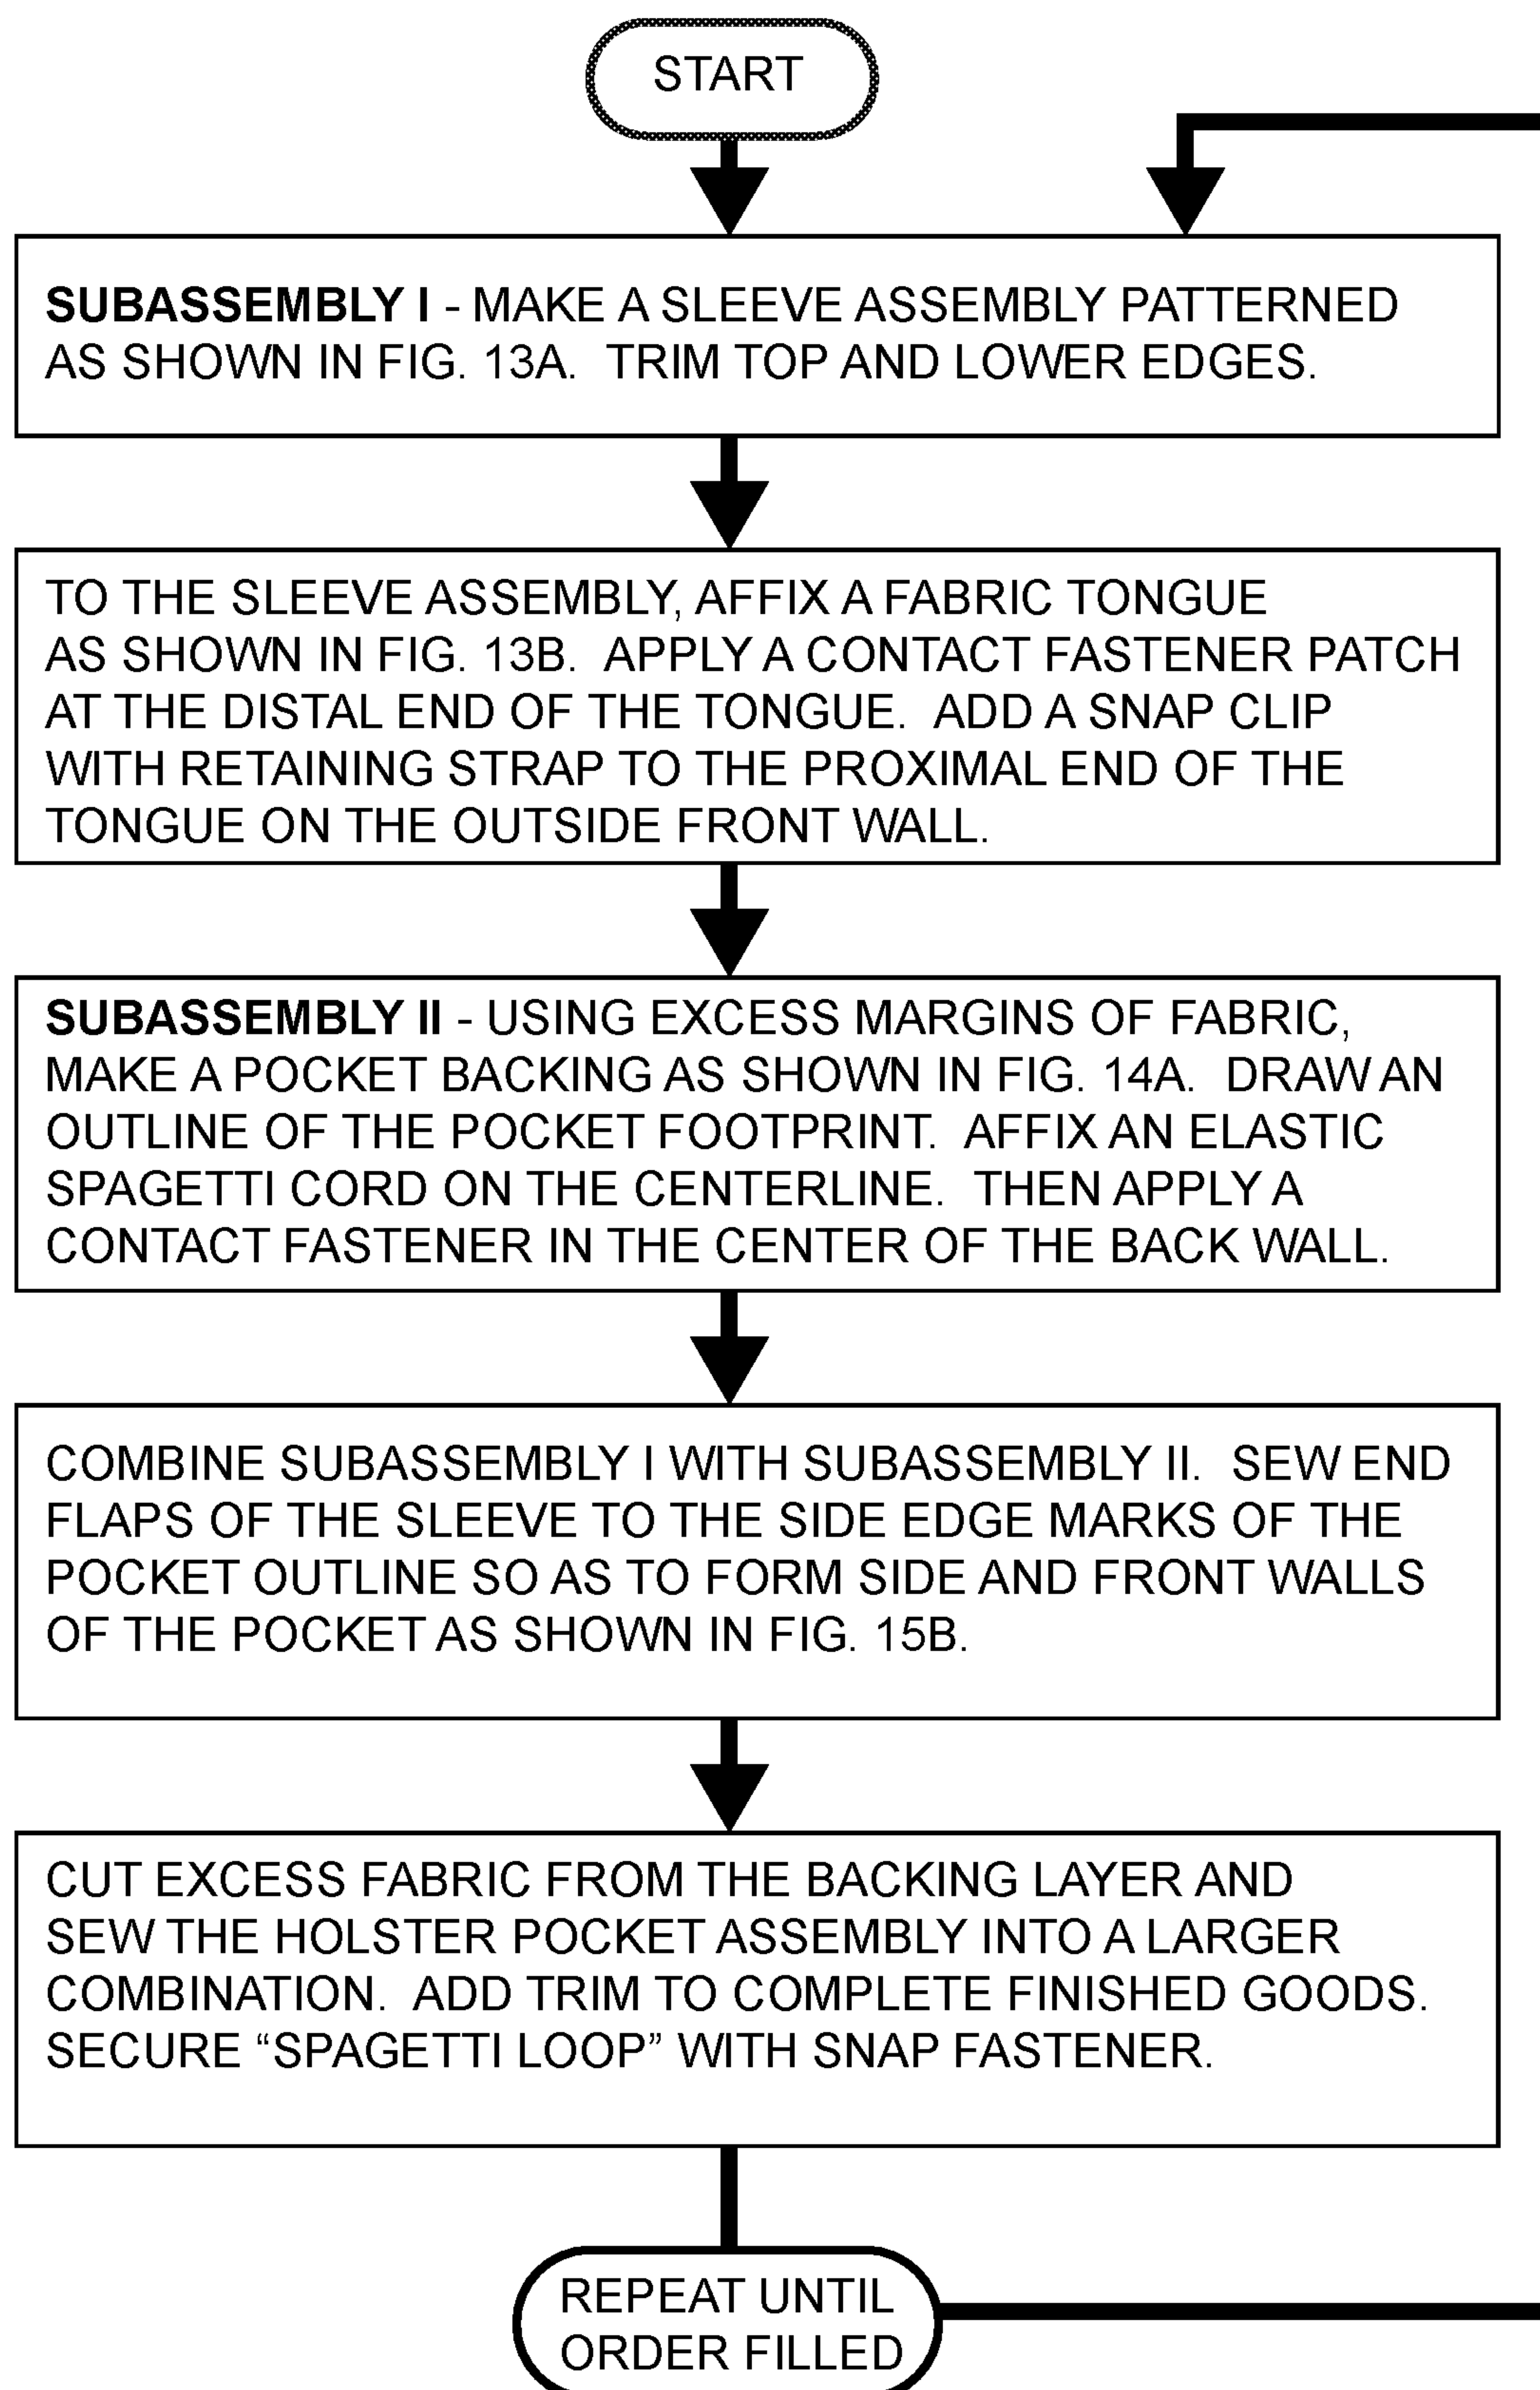 START
SUBASSEMBLY I - MAKE A SLEEVE ASSEMBLY PATTERNED
AS SHOWN IN FIG. 13A. TRIM TOP AND LOWER EDGES.
TO THE SLEEVE ASSEMBLY, AFFIX A FABRIC TONGUE
AS SHOWN IN FIG. 13B. APPLY A CONTACT FASTENER PATCH
AT THE DISTAL END OF THE TONGUE. ADD A SNAP CLIP
WITH RETAINING STRAP TO THE PROXIMAL END OF THE
TONGUE ON THE OUTSIDE FRONT WALL.
SUBASSEMBLY II - USING EXCESS MARGINS OF FABRIC,
MAKE A POCKET BACKING AS SHOWN IN FIG. 14A. DRAW AN
OUTLINE OF THE POCKET FOOTPRINT. AFFIX AN ELASTIC
SPAGETTI CORD ON THE CENTERLINE. THEN APPLY A
CONTACT FASTENER IN THE CENTER OF THE BACK WALL.
COMBINE SUBASSEMBLY I WITH SUBASSEMBLY II. SEW END
FLAPS OF THE SLEEVE TO THE SIDE EDGE MARKS OF THE
POCKET OUTLINE SO AS TO FORM SIDE AND FRONT WALLS
OF THE POCKET AS SHOWN IN FIG. 15B.
CUT EXCESS FABRIC FROM THE BACKING LAYER AND
SEW THE HOLSTER POCKET ASSEMBLY INTO A LARGER
COMBINATION. ADD TRIM TO COMPLETE FINISHED GOODS.
SECURE “SPAGETTI LOOP” WITH SNAP FASTENER.
REPEAT UNTIL
ORDER FILLED